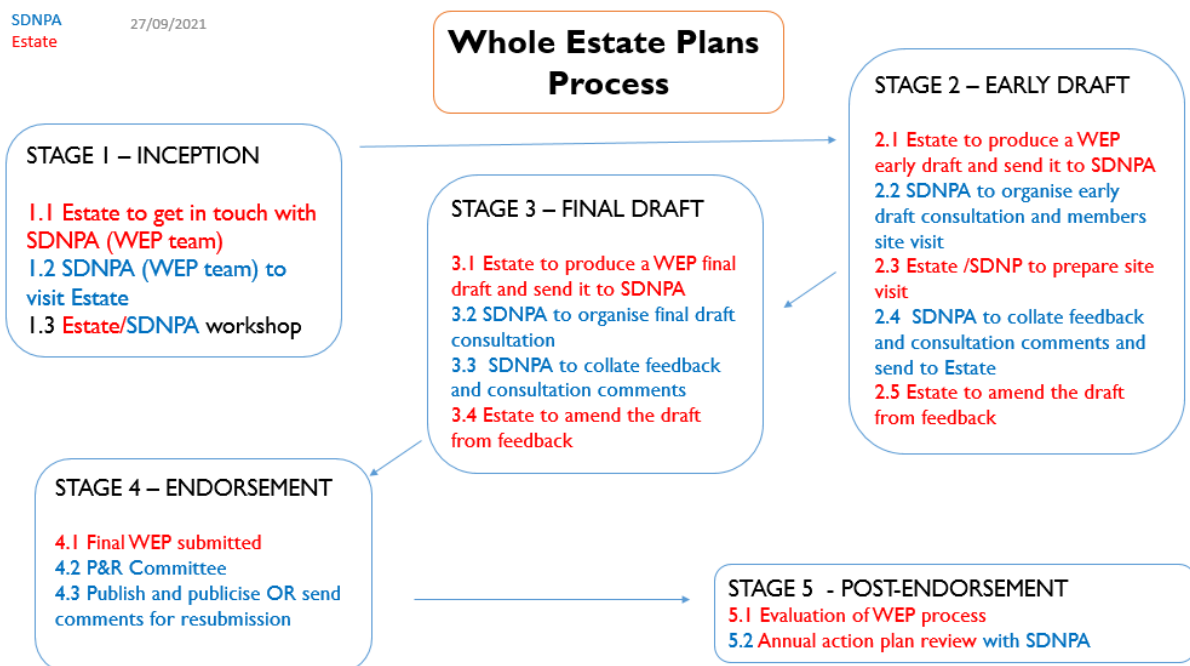 SDNPA
Estate
27/09/2021
Whole Estate Plans
Process
STAGE 1 – INCEPTION
1.1 Estate to get in touch with
SDNPA (WEP team)
1.2 SDNPA (WEP team) to
visit Estate
1.3 Estate/SDNPA workshop
STAGE 2 – EARLY DRAFT
2.1 Estate to produce a WEP
early draft and send it to SDNPA
2.2 SDNPA to organise early
draft consultation and members
site visit
2.3 Estate /SDNP to prepare site
visit
2.4 SDNPA to collate feedback
and consultation comments and
send to Estate
2.5 Estate to amend the draft
from feedback
STAGE 3 – FINAL DRAFT
3.1 Estate to produce a WEP final
draft and send it to SDNPA
3.2 SDNPA to organise final draft
consultation
3.3 SDNPA to collate feedback
and consultation comments
3.4 Estate to amend the draft
from feedback
STAGE 4 – ENDORSEMENT
4.1 Final WEP submitted
4.2 P&R Committee
4.3 Publish and publicise OR send
comments for resubmission
STAGE 5 - POST-ENDORSEMENT
5.1 Evaluation of WEP process
5.2 Annual action plan review with SDNPA